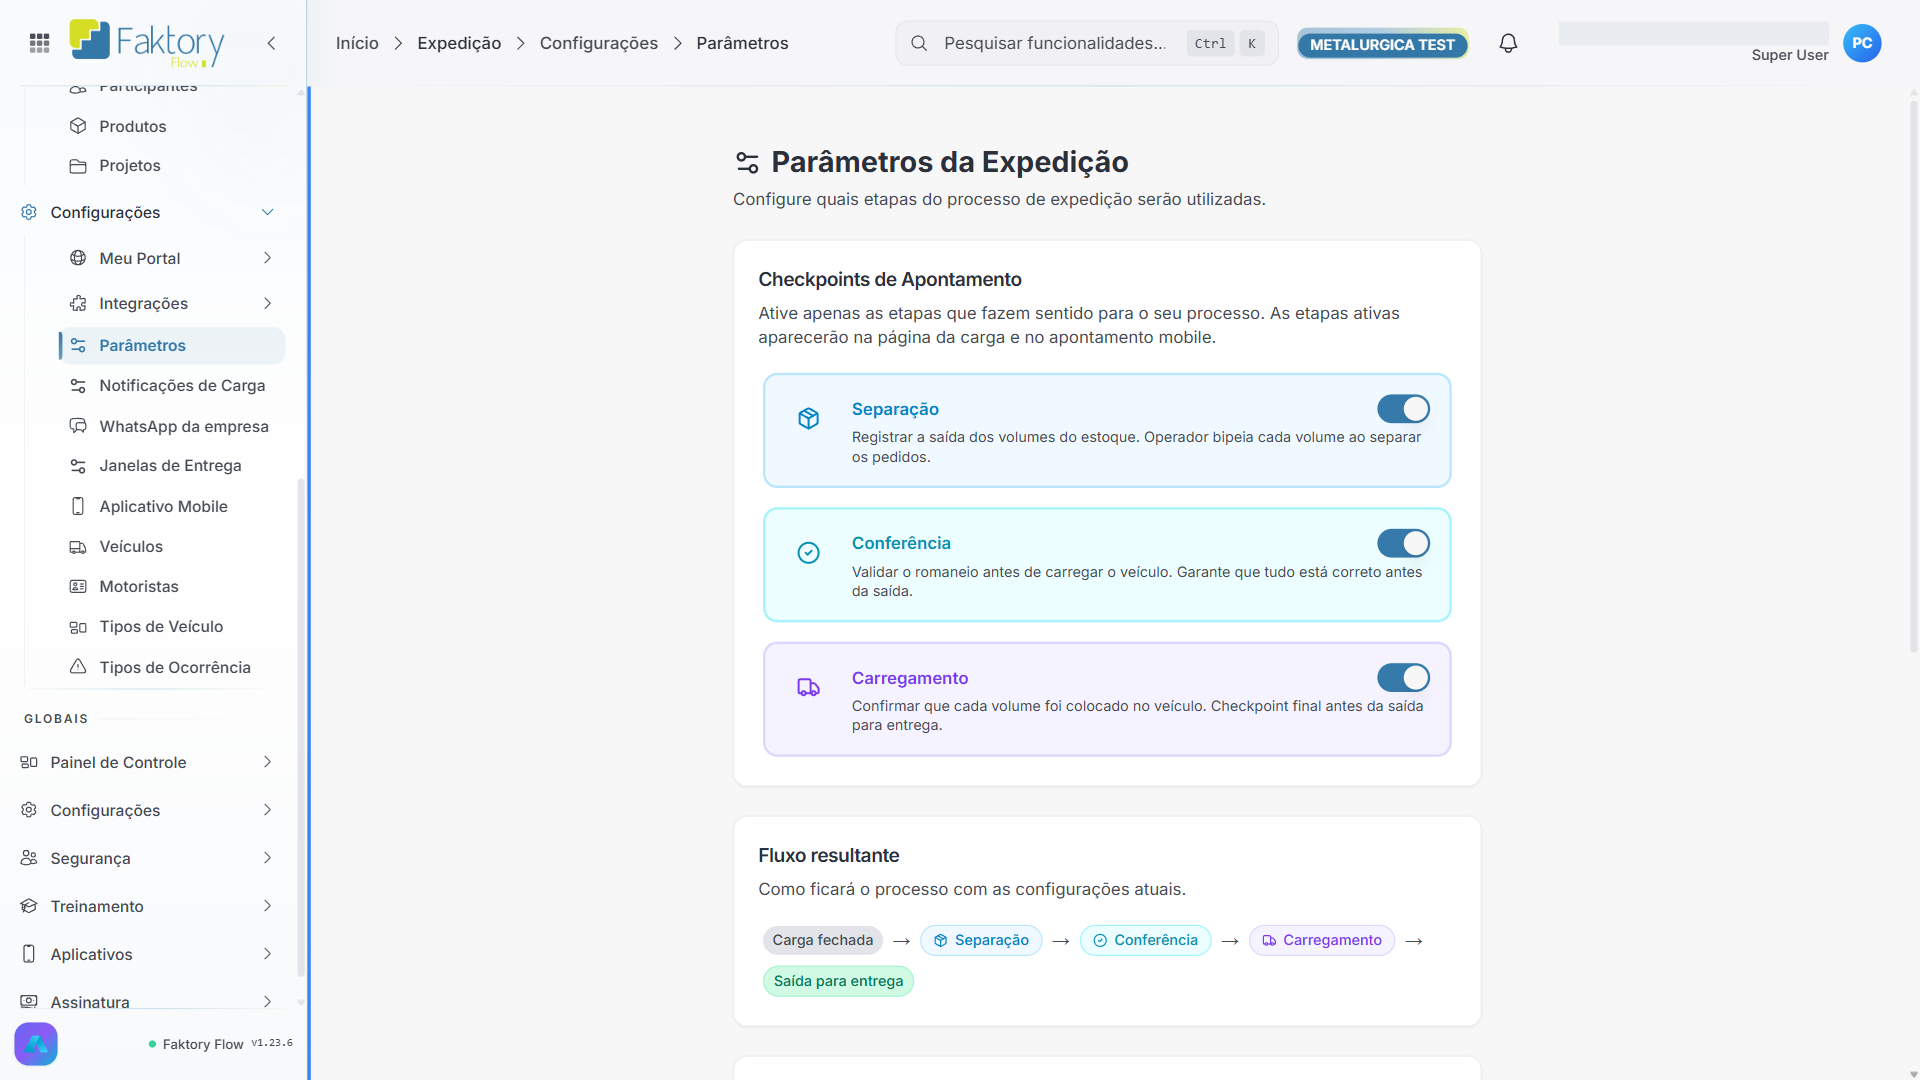 Faktory
Flow
Início > Expedição > Configurações > Parâmetros
Pesquisar funcionalidades...
Ctrl K
METALURGICA TEST
Super User
PC
Participantes
Produtos
Projetos
Configurações
Meu Portal
Integrações
Parâmetros
Notificações de Carga
WhatsApp da empresa
Janelas de Entrega
Aplicativo Mobile
Veículos
Motoristas
Tipos de Veículo
Tipos de Ocorrência
GLOBAIS
Painel de Controle
Configurações
Segurança
Treinamento
Aplicativos
Assinatura
Faktory Flow v1.23.6
Parâmetros da Expedição
Configure quais etapas do processo de expedição serão utilizadas.
Checkpoints de Apontamento
Ative apenas as etapas que fazem sentido para o seu processo. As etapas ativas
aparecerão na página da carga e no apontamento mobile.
Separação
Registrar a saída dos volumes do estoque. Operador bipeia cada volume ao separar
os pedidos.
Conferência
Validar o romaneio antes de carregar o veículo. Garante que tudo está correto antes
da saída.
Carregamento
Confirmar que cada volume foi colocado no veículo. Checkpoint final antes da saída
para entrega.
Fluxo resultante
Como ficará o processo com as configurações atuais.
Carga fechada → Separação → Conferência → Carregamento →
Saída para entrega